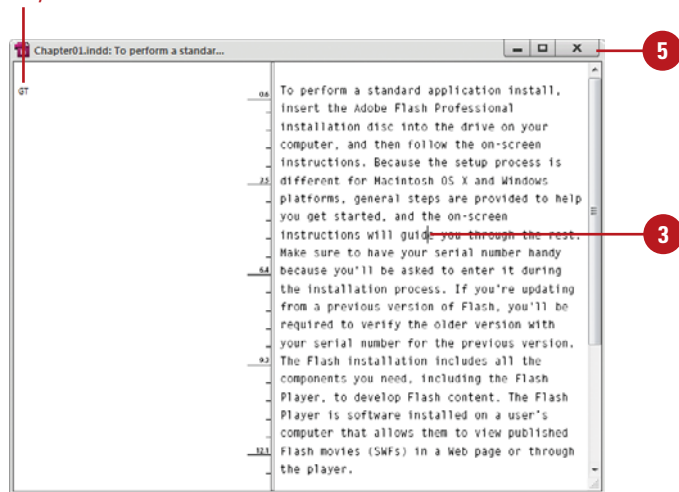 Chapter01.indd: To perform a standar...
5
GT
0.6
To perform a standard application install,
insert the Adobe Flash Professional
installation disc into the drive on your
computer, and then follow the on-screen
instructions. Because the setup process is
different for Macintosh OS X and Windows
2.5
platforms, general steps are provided to help
you get started, and the on-screen
instructions will guide you through the rest.
3
Make sure to have your serial number handy
because you'll be asked to enter it during
6.4
the installation process. If you're updating
from a previous version of Flash, you'll be
required to verify the older version with
your serial number for the previous version.
The Flash installation includes all the
9.3
components you need, including the Flash
Player, to develop Flash content. The Flash
Player is software installed on a user's
computer that allows them to view published
Flash movies (SWFs) in a Web page or through
12.1
the player.